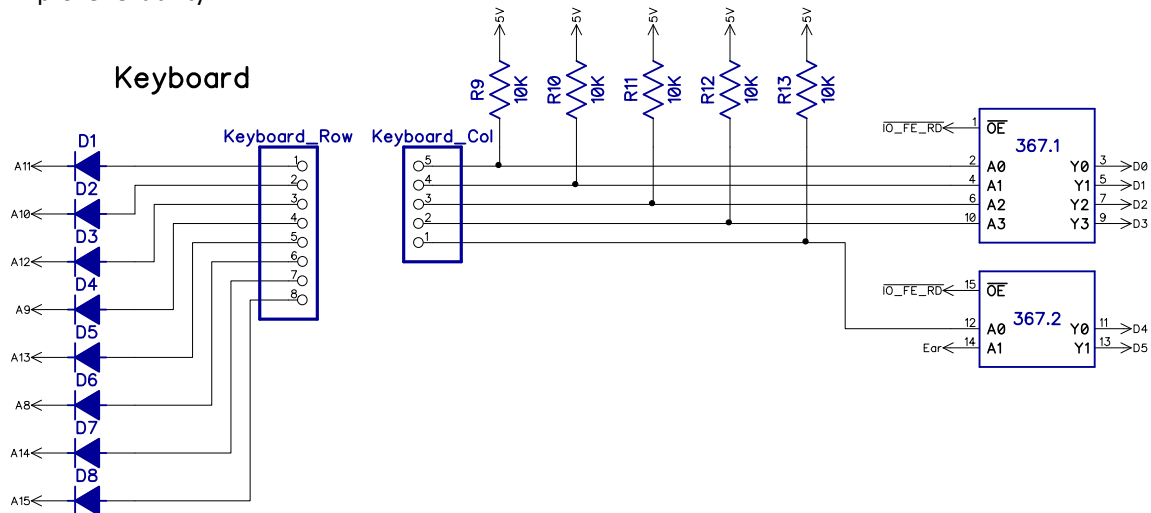 Keyboard
5V
5V
5V
5V
5V
R9
10K
R10
10K
R11
10K
R12
10K
R13
10K
Keyboard_Row
Keyboard_Col
1
2
3
4
5
6
7
8
5
4
3
2
1
D1
A11
D2
A10
D3
A12
D4
A9
D5
A13
D6
A8
D7
A14
D8
A15
IO_FE_RD
1
OE
367.1
2
A0
Y0
3
D0
4
A1
Y1
5
D1
6
A2
Y2
7
D2
10
A3
Y3
9
D3
IO_FE_RD
15
OE
367.2
12
A0
Y0
11
D4
Ear
14
A1
Y1
13
D5